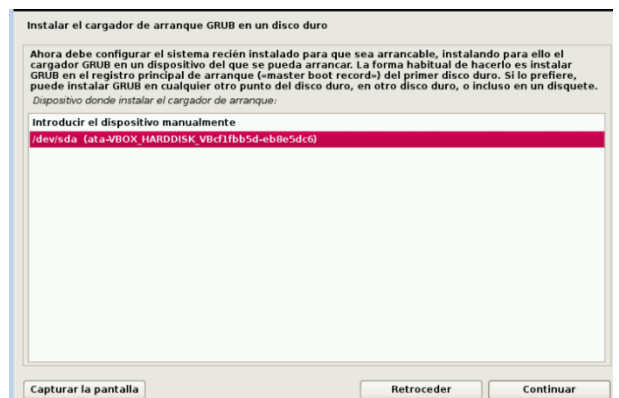 Instalar el cargador de arranque GRUB en un disco duro
Ahora debe configurar el sistema recién instalado para que sea arrancable, instalando para ello el
cargador GRUB en un dispositivo del que se pueda arrancar. La forma habitual de hacerlo es instalar
GRUB en el registro principal de arranque («master boot record») del primer disco duro. Si lo prefiere,
puede instalar GRUB en cualquier otro punto del disco duro, en otro disco duro, o incluso en un disquete.
Dispositivo donde instalar el cargador de arranque:
Introducir el dispositivo manualmente
/dev/sda (ata-VBOX_HARDDISK_VBcf1fbb5d-eb8e5dc6)
Capturar la pantalla
Retroceder
Continuar